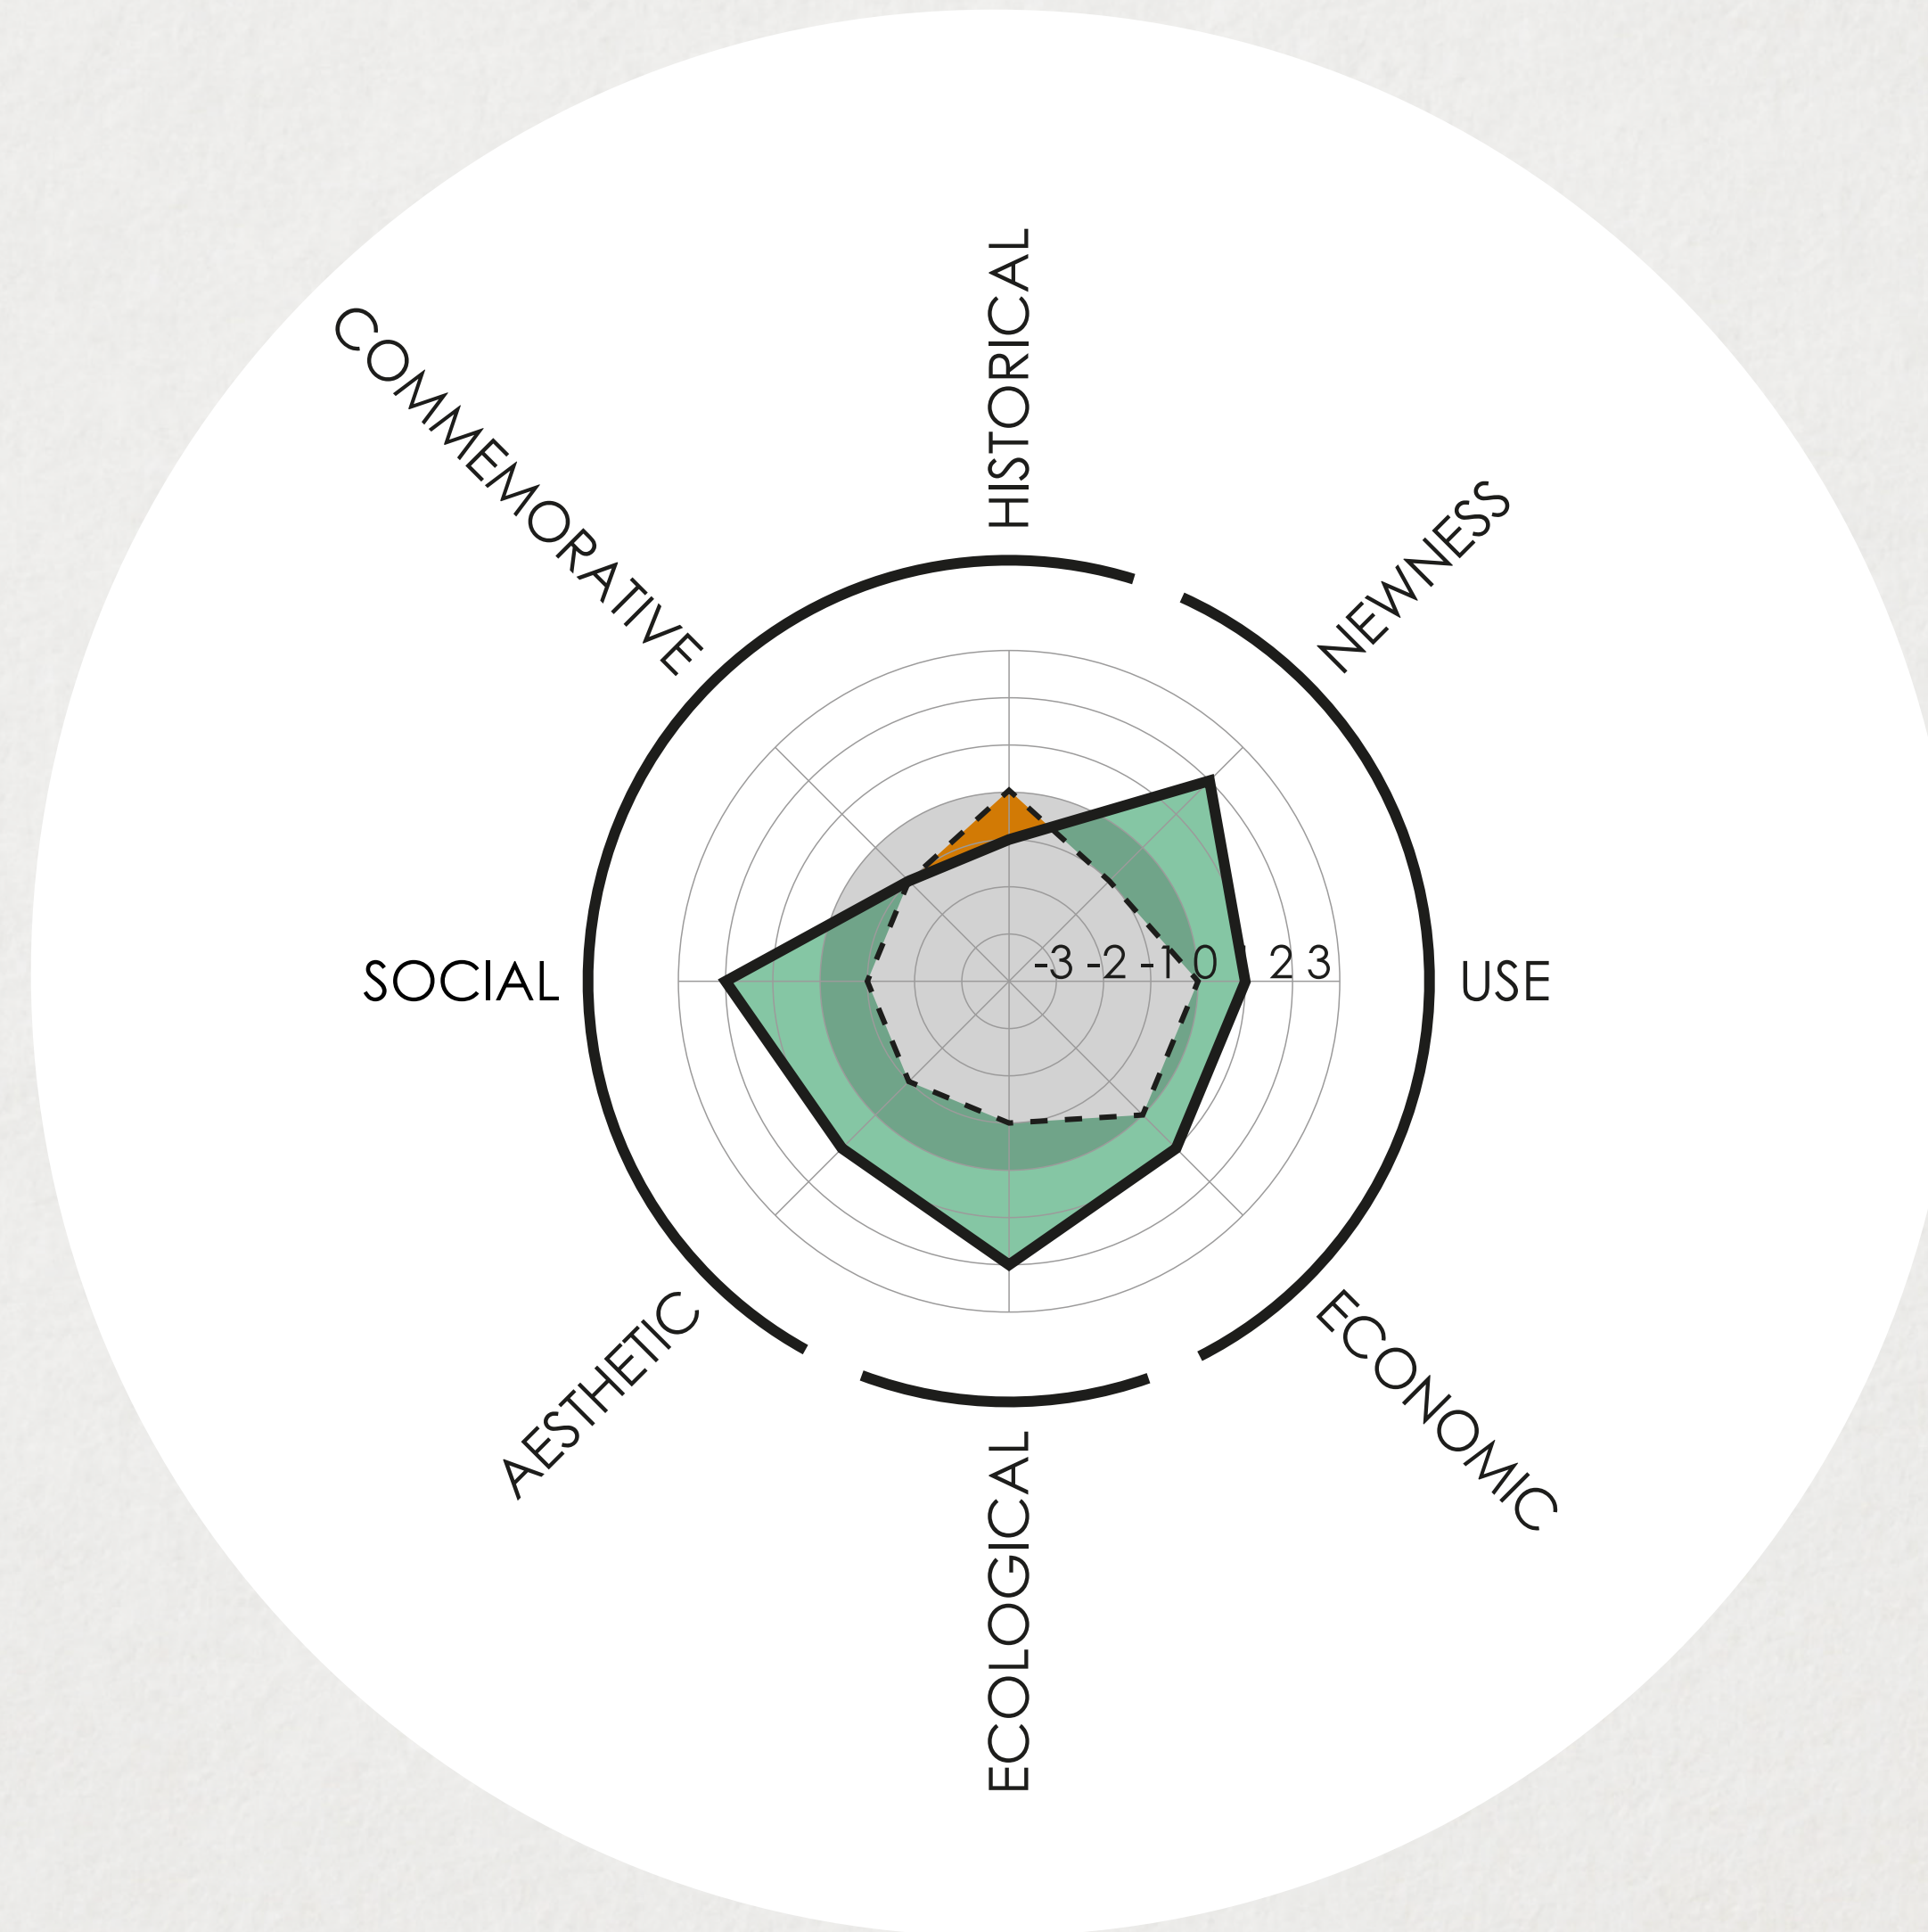 HISTORICAL
COMMEMORATIVE
NEWNESS
-3 -2 -1 0 2 3
SOCIAL
USE
AESTHETIC
ECONOMIC
ECOLOGICAL